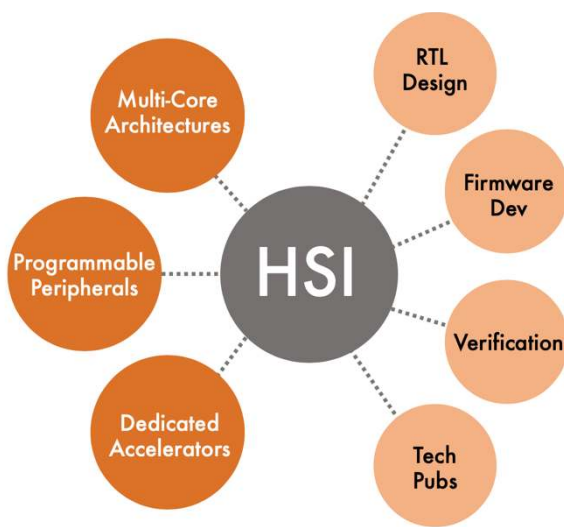 Multi-Core
Architectures
Programmable
Peripherals
Dedicated
Accelerators
HSI
RTL
Design
Firmware
Dev
Verification
Tech
Pubs